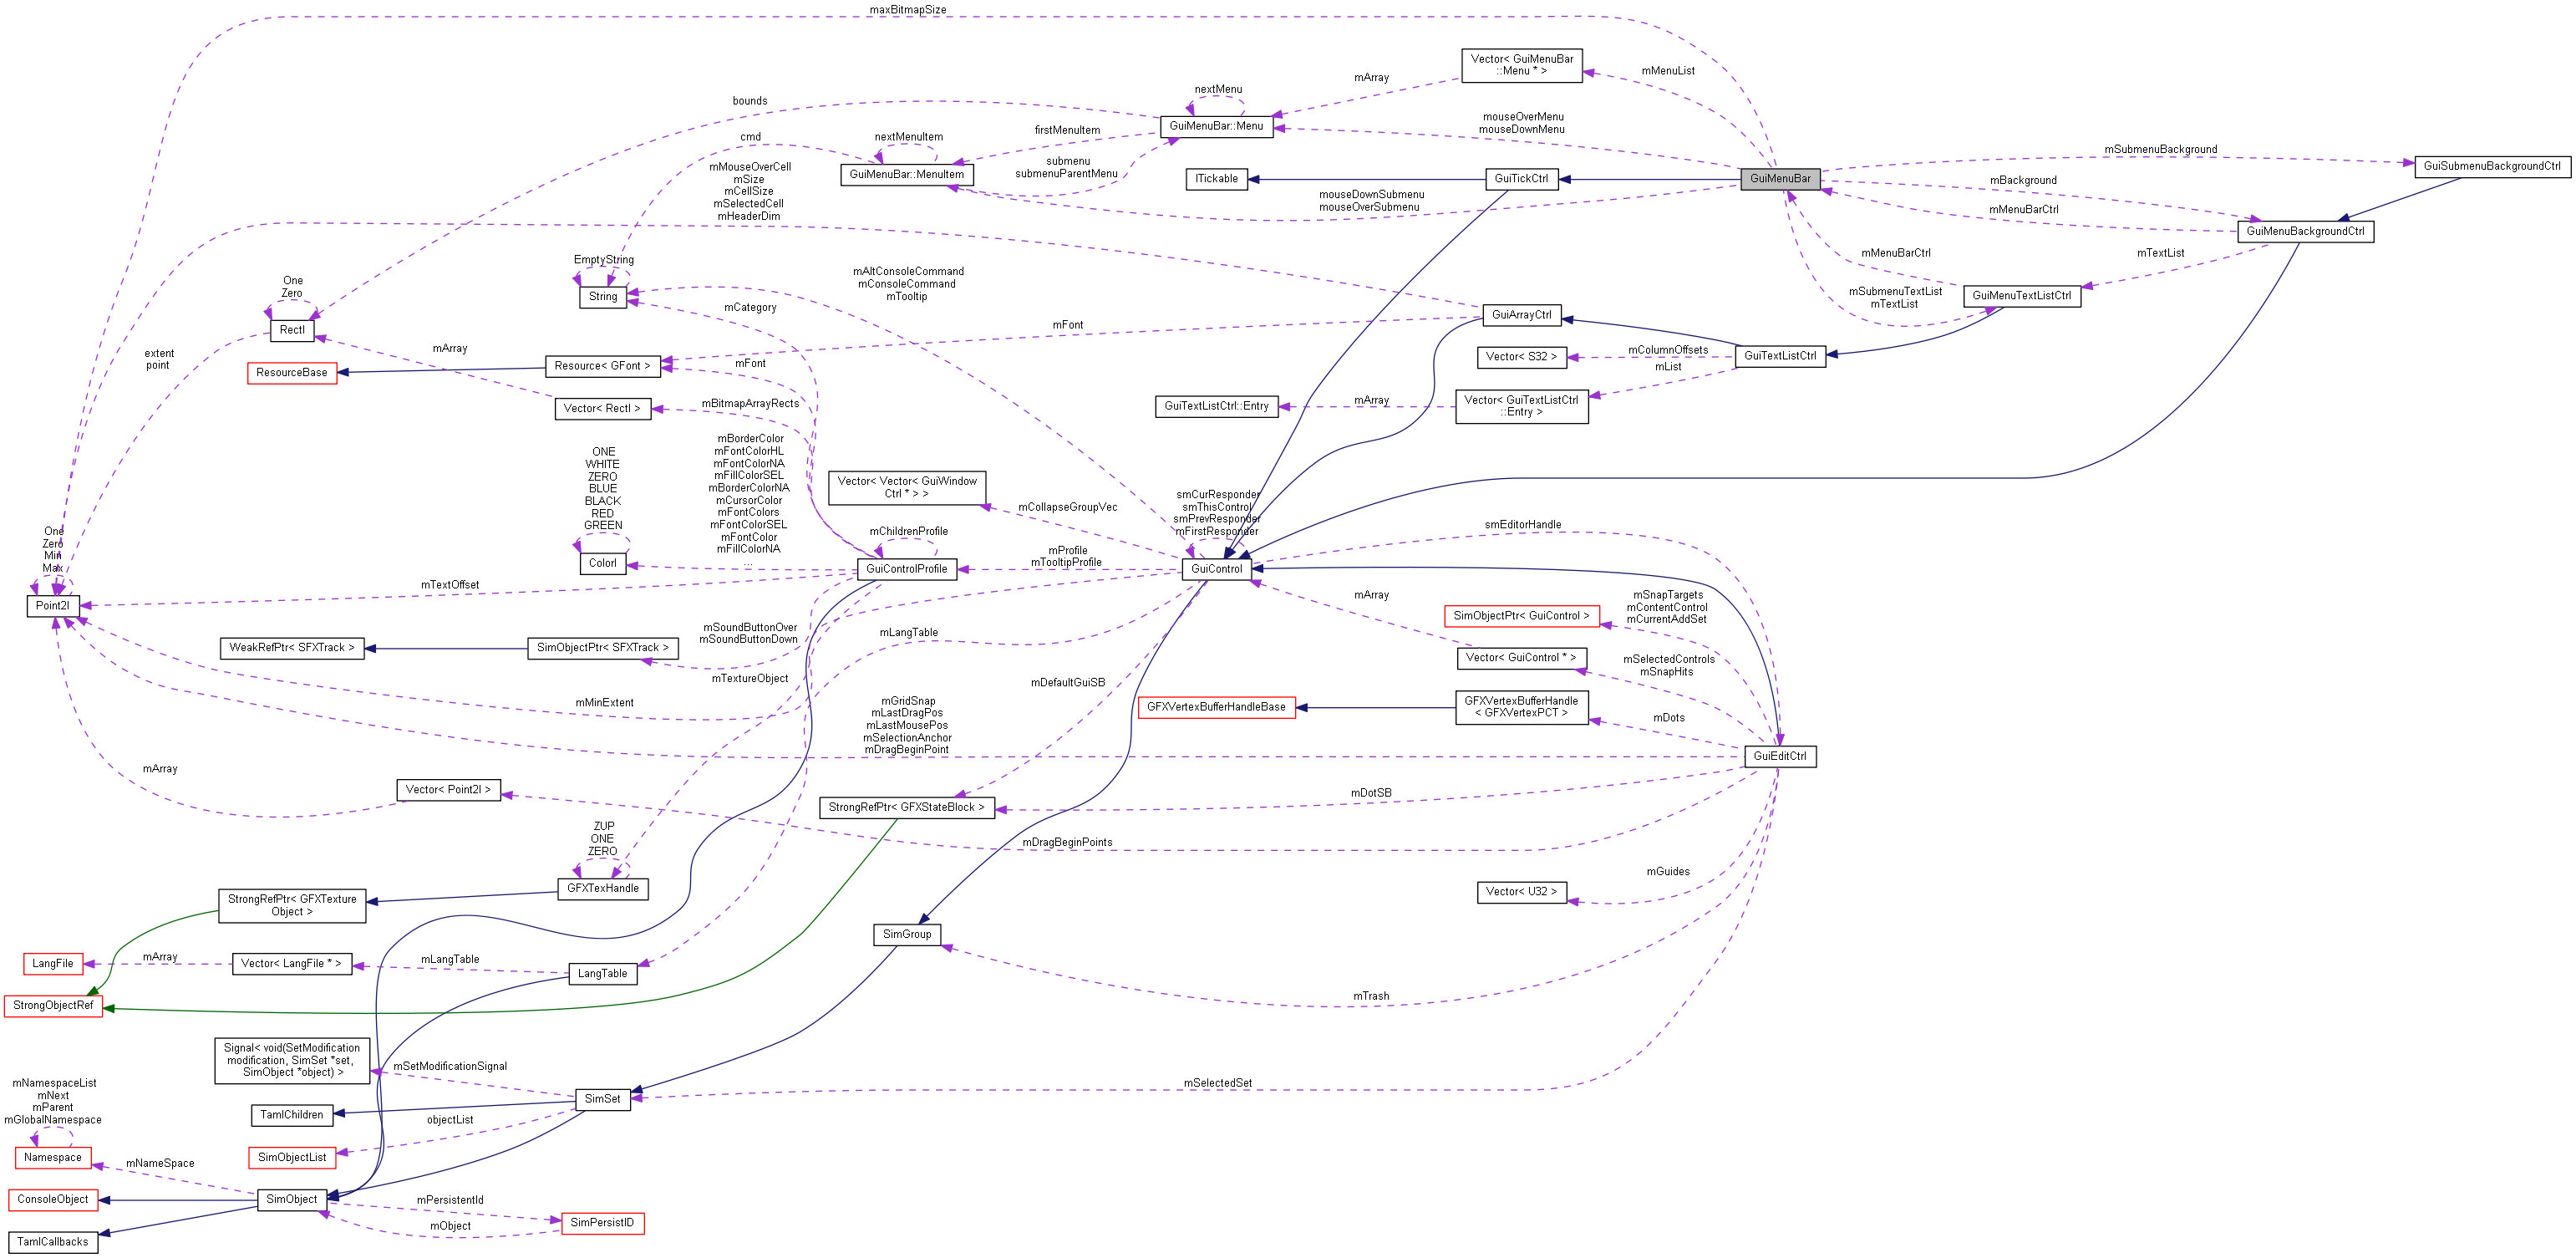 maxBitmapSize
Vector< GuiMenuBar
::Menu * >
mMenuList
mArray
nextMenu
bounds
GuiMenuBar::Menu
mouseOverMenu
mouseDownMenu
cmd
nextMenuItem
firstMenuItem
submenu
submenuParentMenu
GuiMenuBar::MenuItem
mMouseOverCell
mSize
mCellSize
mSelectedCell
mHeaderDim
ITickable
GuiTickCtrl
mouseDownSubmenu
mouseOverSubmenu
GuiMenuBar
mSubmenuBackground
GuiSubmenuBackgroundCtrl
mBackground
mMenuBarCtrl
GuiMenuBackgroundCtrl
mMenuBarCtrl
mTextList
mSubmenuTextList
mTextList
GuiMenuTextListCtrl
EmptyString
String
mAltConsoleCommand
mConsoleCommand
mTooltip
One
Zero
RectI
mCategory
mFont
GuiArrayCtrl
extent
point
mArray
ResourceBase
Resource< GFont >
mFont
Vector< S32 >
mColumnOffsets
GuiTextListCtrl
mList
Vector< RectI >
mBitmapArrayRects
GuiTextListCtrl::Entry
mArray
Vector< GuiTextListCtrl
::Entry >
ONE
WHITE
ZERO
BLUE
BLACK
RED
GREEN
ColorI
mBorderColor
mFontColorHL
mFontColorNA
mFillColorSEL
mBorderColorNA
mCursorColor
mFontColors
mFontColorSEL
mFontColor
mFillColorNA
...
Vector< Vector< GuiWindow
Ctrl * > >
mCollapseGroupVec
smCurResponder
smThisControl
smPrevResponder
mFirstResponder
smEditorHandle
One
Zero
Min
Max
Point2I
mTextOffset
mChildrenProfile
GuiControlProfile
mProfile
mTooltipProfile
GuiControl
mArray
SimObjectPtr< GuiControl >
mSnapTargets
mContentControl
mCurrentAddSet
WeakRefPtr< SFXTrack >
SimObjectPtr< SFXTrack >
mSoundButtonOver
mSoundButtonDown
mLangTable
Vector< GuiControl * >
mSelectedControls
mSnapHits
mTextureObject
mDefaultGuiSB
mMinExtent
mGridSnap
mLastDragPos
mLastMousePos
mSelectionAnchor
mDragBeginPoint
GFXVertexBufferHandleBase
GFXVertexBufferHandle
< GFXVertexPCT >
mDots
GuiEditCtrl
mArray
Vector< Point2I >
StrongRefPtr< GFXStateBlock >
mDotSB
mDragBeginPoints
ZUP
ONE
ZERO
GFXTexHandle
Vector< U32 >
mGuides
StrongRefPtr< GFXTexture
Object >
SimGroup
LangFile
mArray
Vector< LangFile * >
mLangTable
LangTable
StrongObjectRef
mTrash
Signal< void(SetModification
modification, SimSet *set,
SimObject *object) >
mSetModificationSignal
SimSet
mSelectedSet
mNamespaceList
mNext
mParent
mGlobalNamespace
Namespace
TamlChildren
objectList
SimObjectList
mNameSpace
ConsoleObject
SimObject
mPersistentId
SimPersistID
mObject
TamlCallbacks